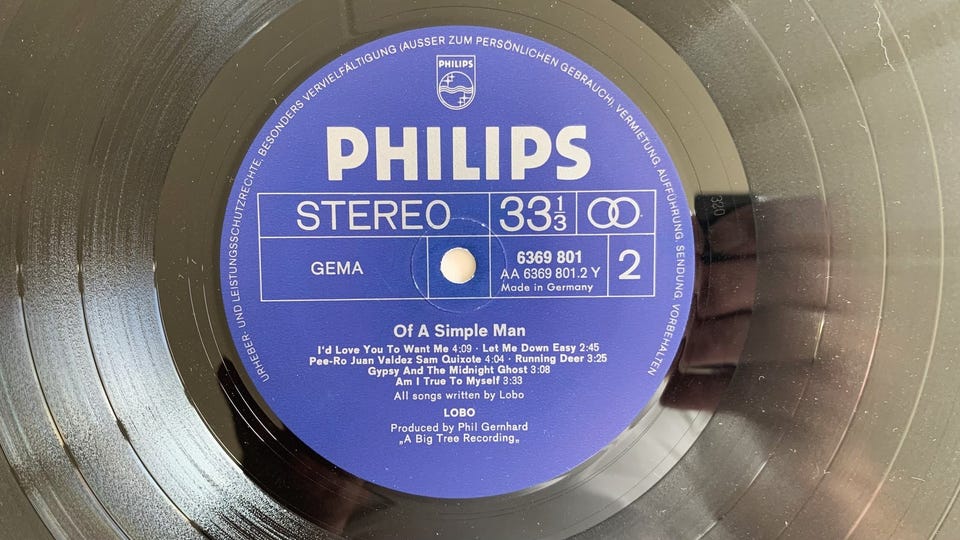 URHEBER- UND LEISTUNGSSCHUTZRECHTE, BESONDERS VERVIELFÄLTIGUNG (AUSSER ZUM PERSÖNLICHEN GEBRAUCH), VERMIETUNG, AUFFÜHRUNG, SENDUNG, VORBEHALTEN
PHILIPS
PHILIPS
STEREO 33 1/3
GEMA
6369 801
AA 6369 801.2 Y
Made in Germany
2
Of A Simple Man
I'd Love You To Want Me 4:09 · Let Me Down Easy 2:45
Pee-Ro Juan Valdez Sam Quixote 4:04 · Running Deer 3:25
Gypsy And The Midnight Ghost 3:08
Am I True To Myself 3:33
All songs written by Lobo
LOBO
Produced by Phil Gernhard
„A Big Tree Recording„
320